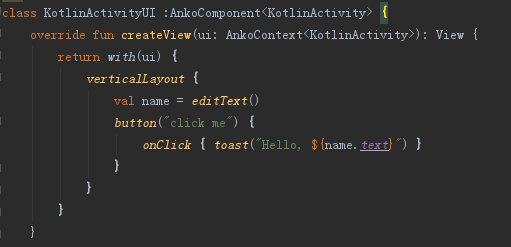 class KotlinActivityUI :AnkoComponent<KotlinActivity> {
    override fun createView(ui: AnkoContext<KotlinActivity>): View {
        return with(ui) {
            verticalLayout {
                val name = editText()
                button("click me") {
                    onClick { toast("Hello, ${name.text}") }
                }
            }
        }
    }